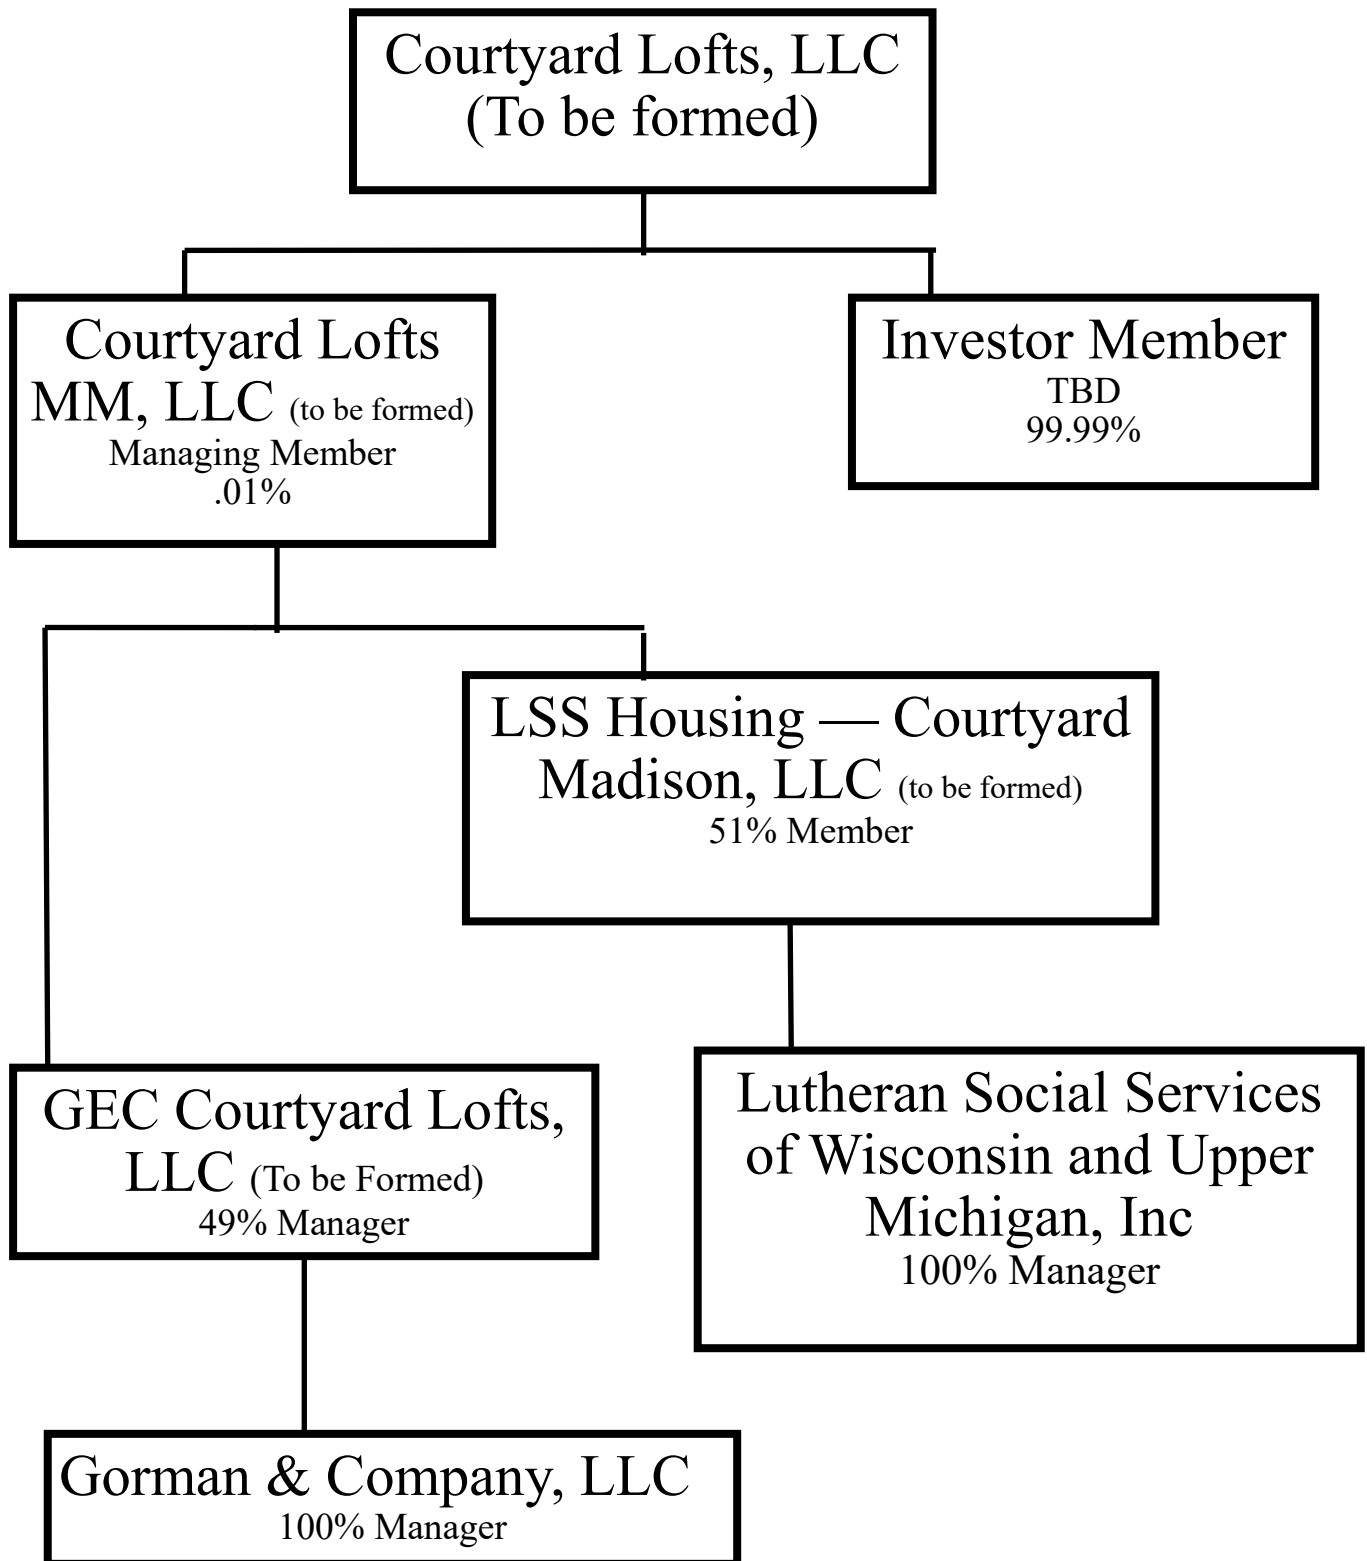 Courtyard Lofts, LLC
(To be formed)
Courtyard Lofts
MM, LLC (to be formed)
Managing Member
.01%
Investor Member
TBD
99.99%
LSS Housing — Courtyard
Madison, LLC (to be formed)
51% Member
GEC Courtyard Lofts,
LLC (To be Formed)
49% Manager
Lutheran Social Services
of Wisconsin and Upper
Michigan, Inc
100% Manager
Gorman & Company, LLC
100% Manager